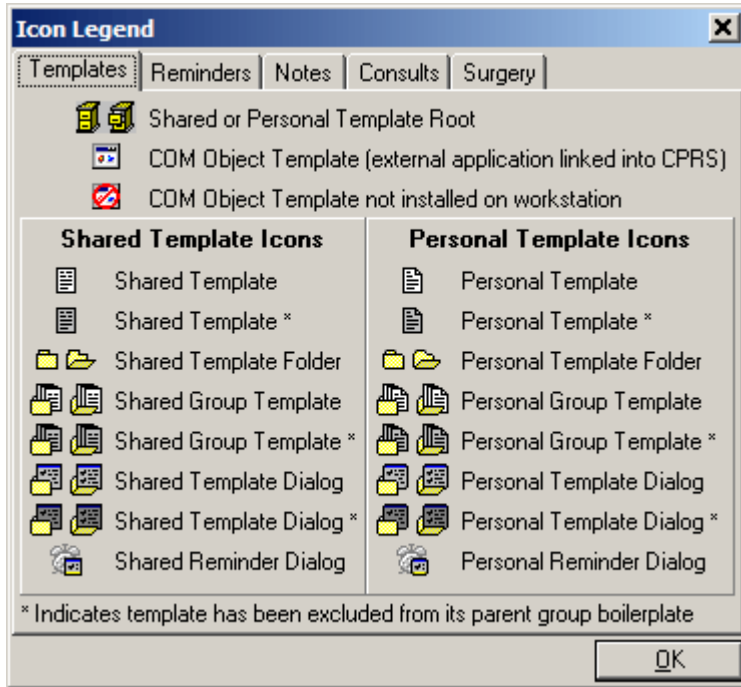 Icon Legend
Templates Reminders Notes Consults Surgery
Shared or Personal Template Root
COM Object Template (external application linked into CPRS)
COM Object Template not installed on workstation
Shared Template Icons
Shared Template
Shared Template *
Shared Template Folder
Shared Group Template
Shared Group Template *
Shared Template Dialog
Shared Template Dialog *
Shared Reminder Dialog
Personal Template Icons
Personal Template
Personal Template *
Personal Template Folder
Personal Group Template
Personal Group Template *
Personal Template Dialog
Personal Template Dialog *
Personal Reminder Dialog
* Indicates template has been excluded from its parent group boilerplate
OK